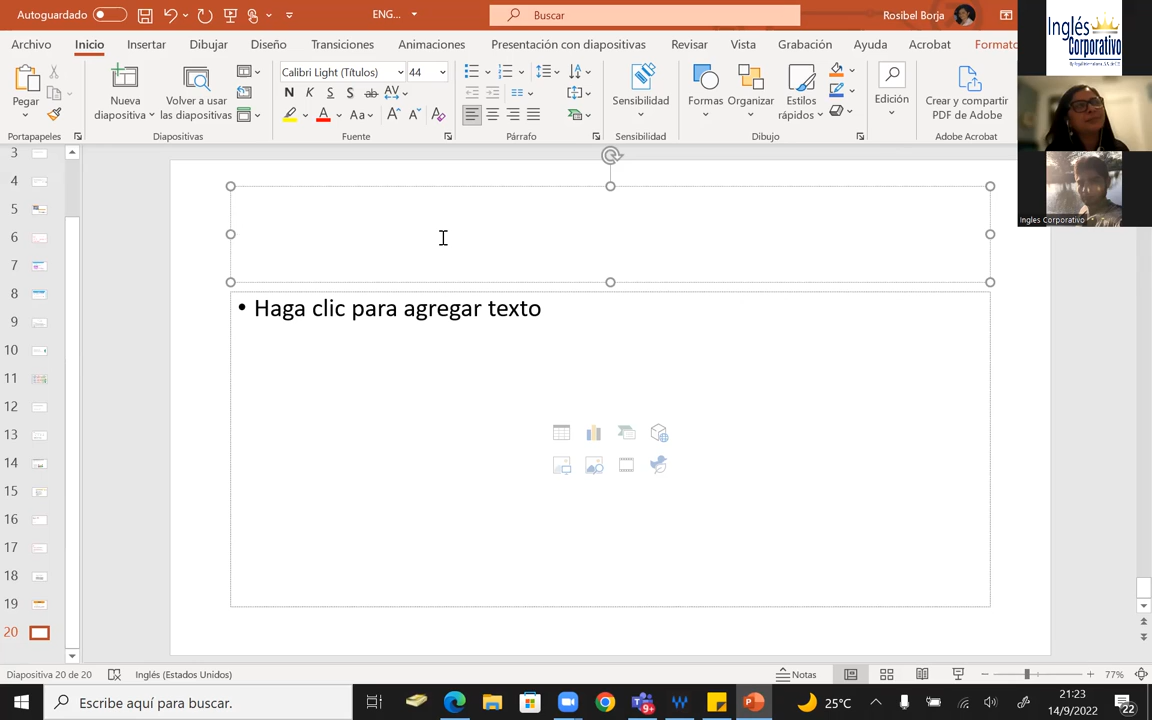 Autoguardado
ENG...
Buscar
Rosibel Borja
Archivo Inicio Insertar Dibujar Diseño Transiciones Animaciones Presentación con diapositivas Revisar Vista Grabación Ayuda Acrobat Formato
Pegar
Nueva diapositiva
Volver a usar las diapositivas
Calibri Light (Títulos) 44
N K S S ab AV
A Aa A A
Sensibilidad
Formas
Organizar
Estilos rápidos
Edición
Crear y compartir PDF de Adobe
Portapapeles Diapositivas Fuente Párrafo Sensibilidad Dibujo Adobe Acrobat
Inglés
Corporativo
Ingles Corporativo
3
4
5
6
7
8
9
10
11
12
13
14
15
16
17
18
19
20
• Haga clic para agregar texto
Diapositiva 20 de 20 Inglés (Estados Unidos) Notas 77%
Escribe aquí para buscar.
9+
25°C
21:23
14/9/2022
22